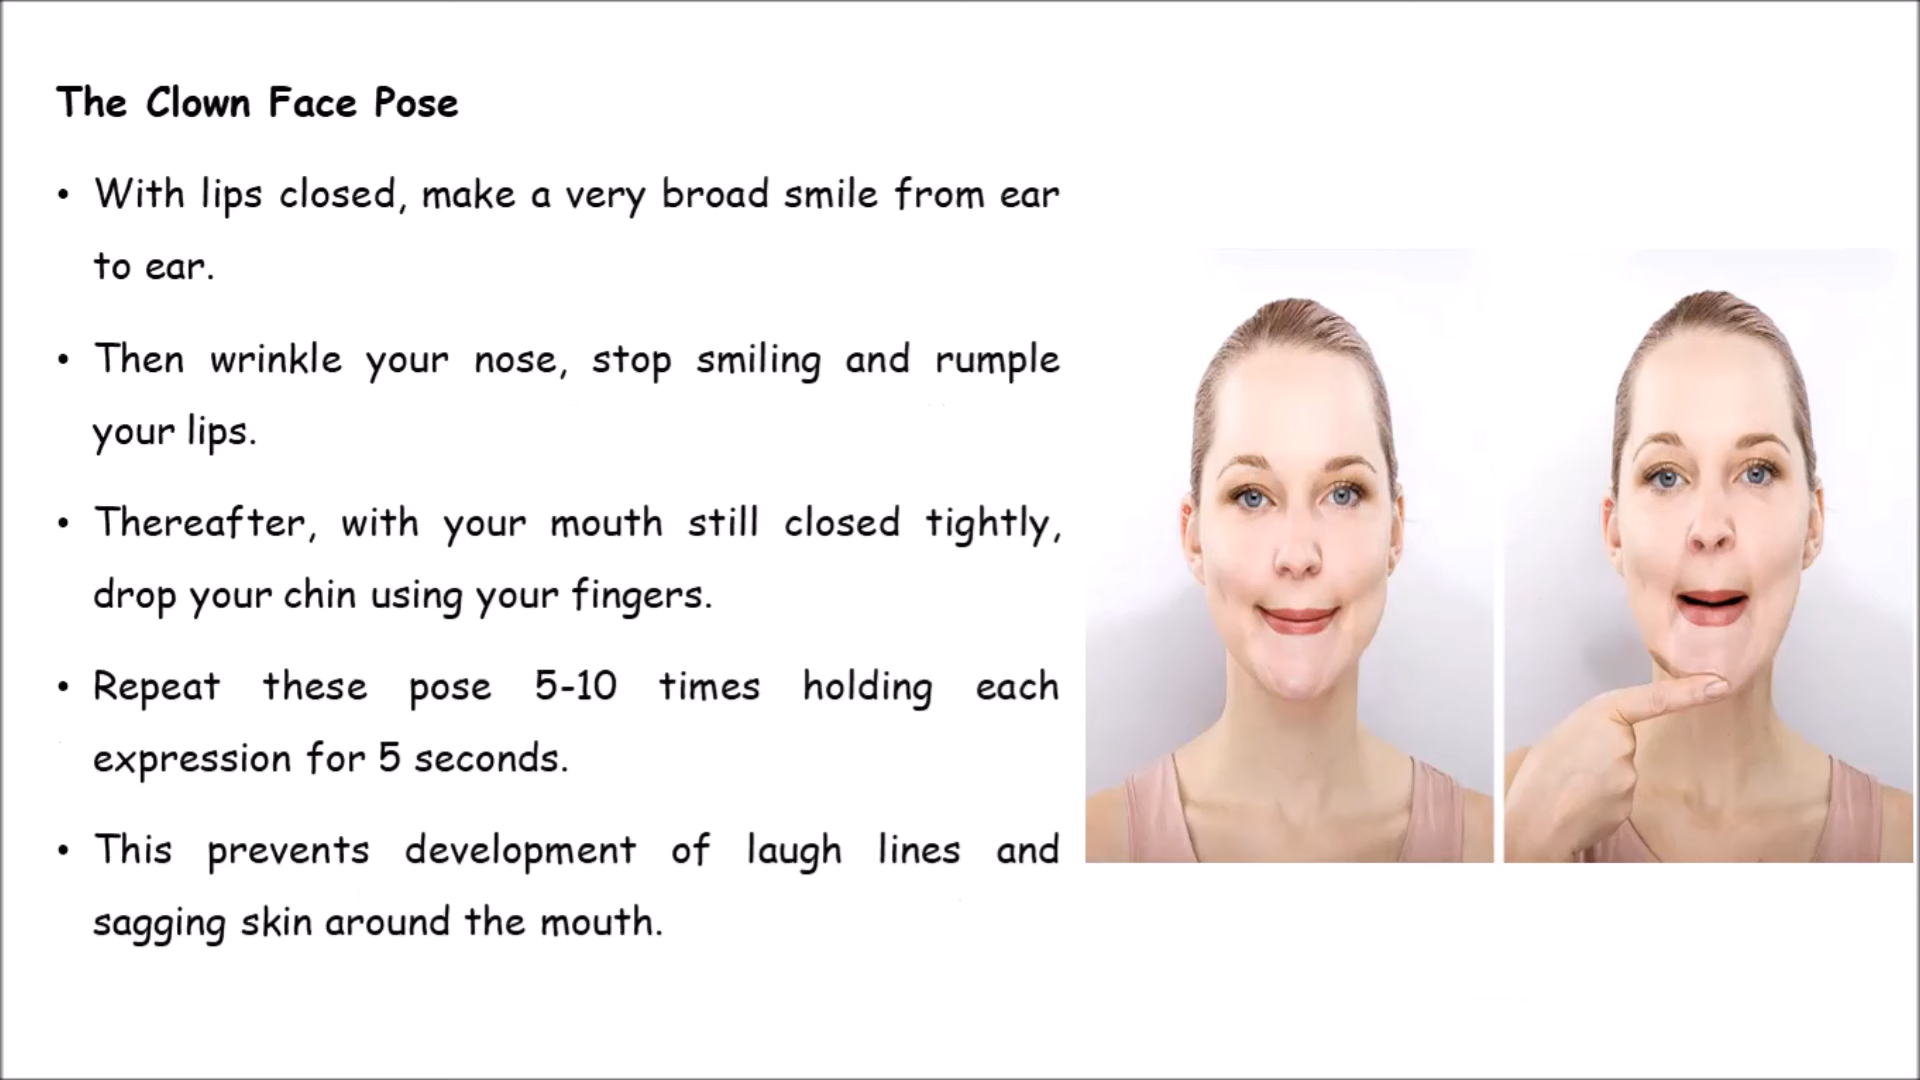 The Clown Face Pose
• With lips closed, make a very broad smile from ear
to ear.
• Then wrinkle your nose, stop smiling and rumple
your lips.
• Thereafter, with your mouth still closed tightly,
drop your chin using your fingers.
• Repeat these pose 5-10 times holding each
expression for 5 seconds.
• This prevents development of laugh lines and
sagging skin around the mouth.